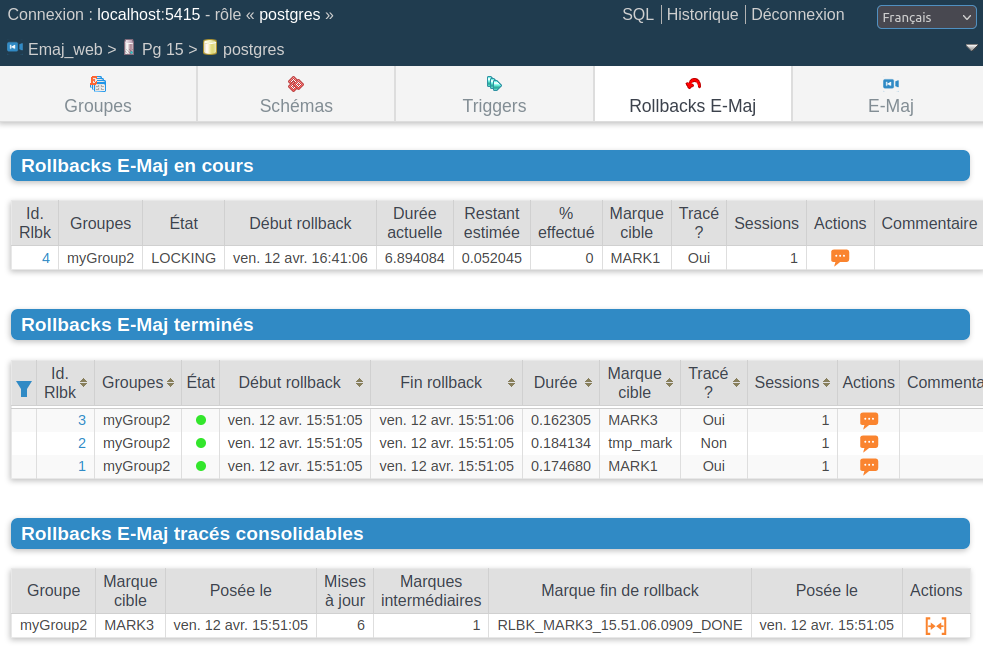 Connexion : localhost:5415 - rôle « postgres »
SQL | Historique | Déconnexion
Français
Emaj_web > Pg 15 > postgres
Groupes Schémas Triggers Rollbacks E-Maj E-Maj
Rollbacks E-Maj en cours
Id. Rlbk Groupes État Début rollback Durée actuelle Restant estimée % effectué Marque cible Tracé ? Sessions Actions Commentaire
4 myGroup2 LOCKING ven. 12 avr. 16:41:06 6.894084 0.052045 0 MARK1 Oui 1
Rollbacks E-Maj terminés
Id. Rlbk Groupes État Début rollback Fin rollback Durée Marque cible Tracé ? Sessions Actions Commenta
3 myGroup2 ven. 12 avr. 15:51:05 ven. 12 avr. 15:51:06 0.162305 MARK3 Oui 1
2 myGroup2 ven. 12 avr. 15:51:05 ven. 12 avr. 15:51:05 0.184134 tmp_mark Non 1
1 myGroup2 ven. 12 avr. 15:51:05 ven. 12 avr. 15:51:05 0.174680 MARK1 Oui 1
Rollbacks E-Maj tracés consolidables
Groupe Marque cible Posée le Mises à jour Marques intermédiaires Marque fin de rollback Posée le Actions
myGroup2 MARK3 ven. 12 avr. 15:51:05 6 1 RLBK_MARK3_15.51.06.0909_DONE ven. 12 avr. 15:51:05